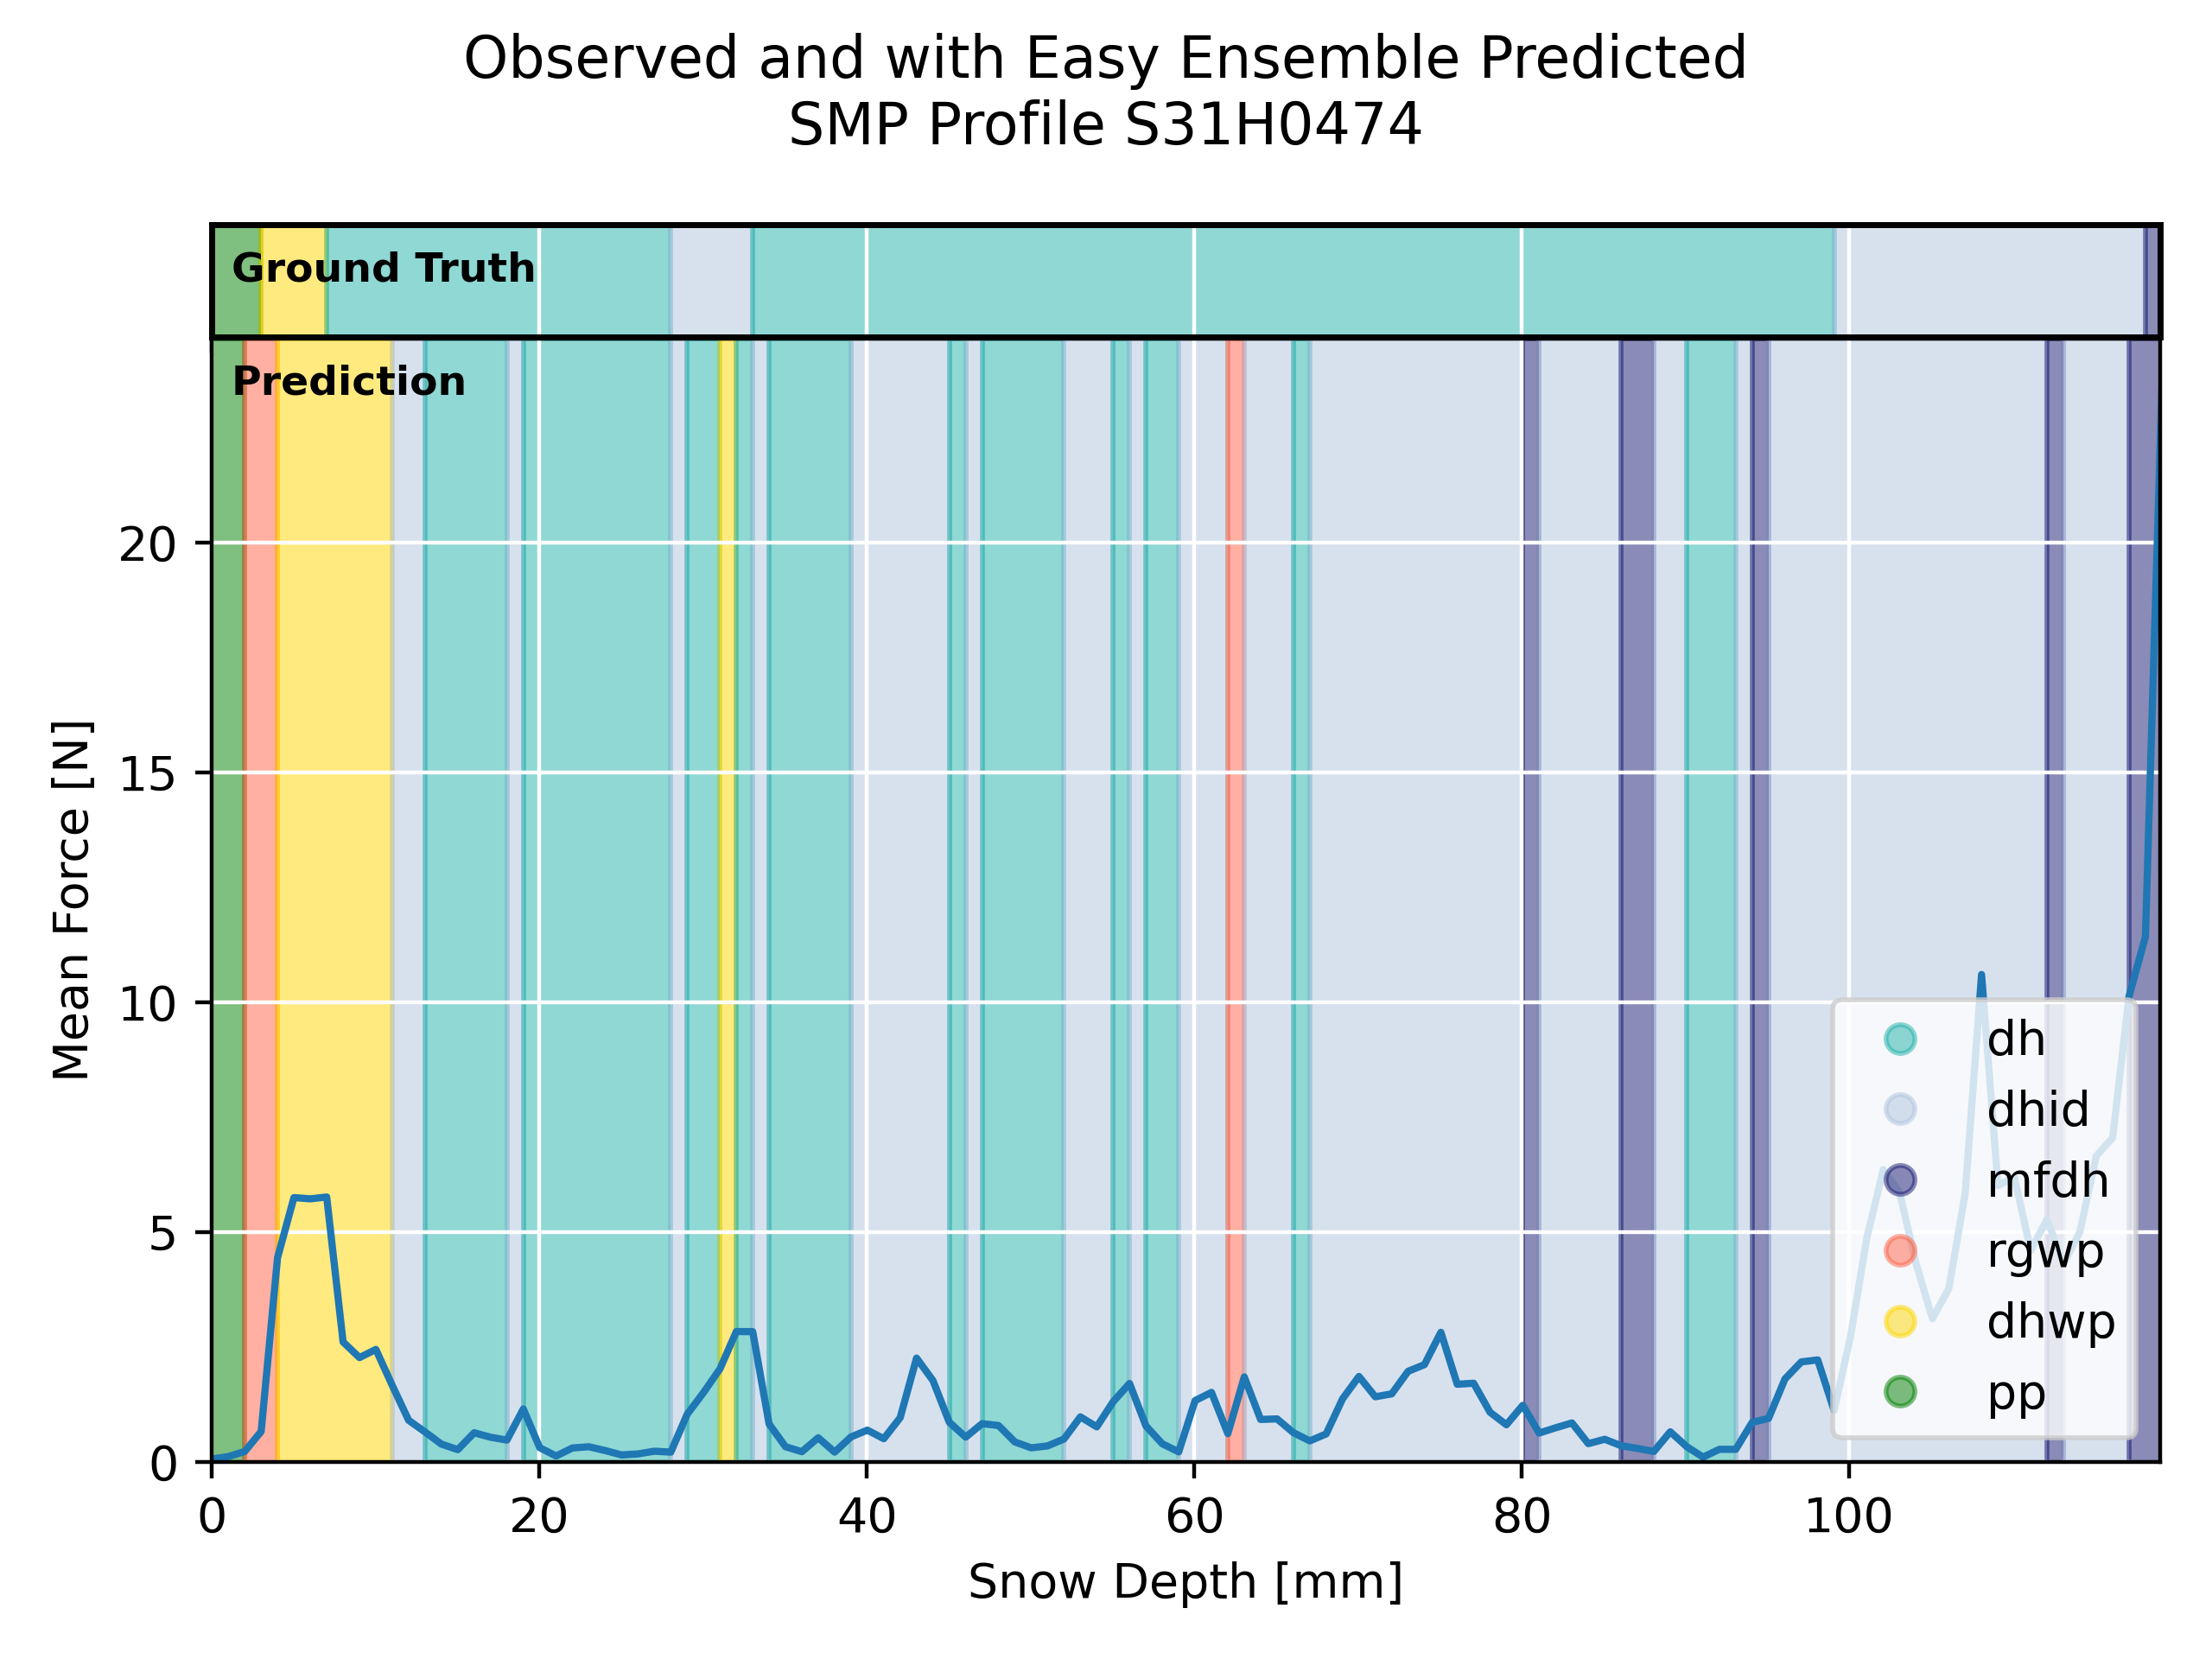 Observed and with Easy Ensemble Predicted
SMP Profile S31H0474
Ground Truth
Prediction
20
15
10
5
0
Mean Force [N]
dh
dhid
mfdh
rgwp
dhwp
pp
0 20 40 60 80 100
Snow Depth [mm]